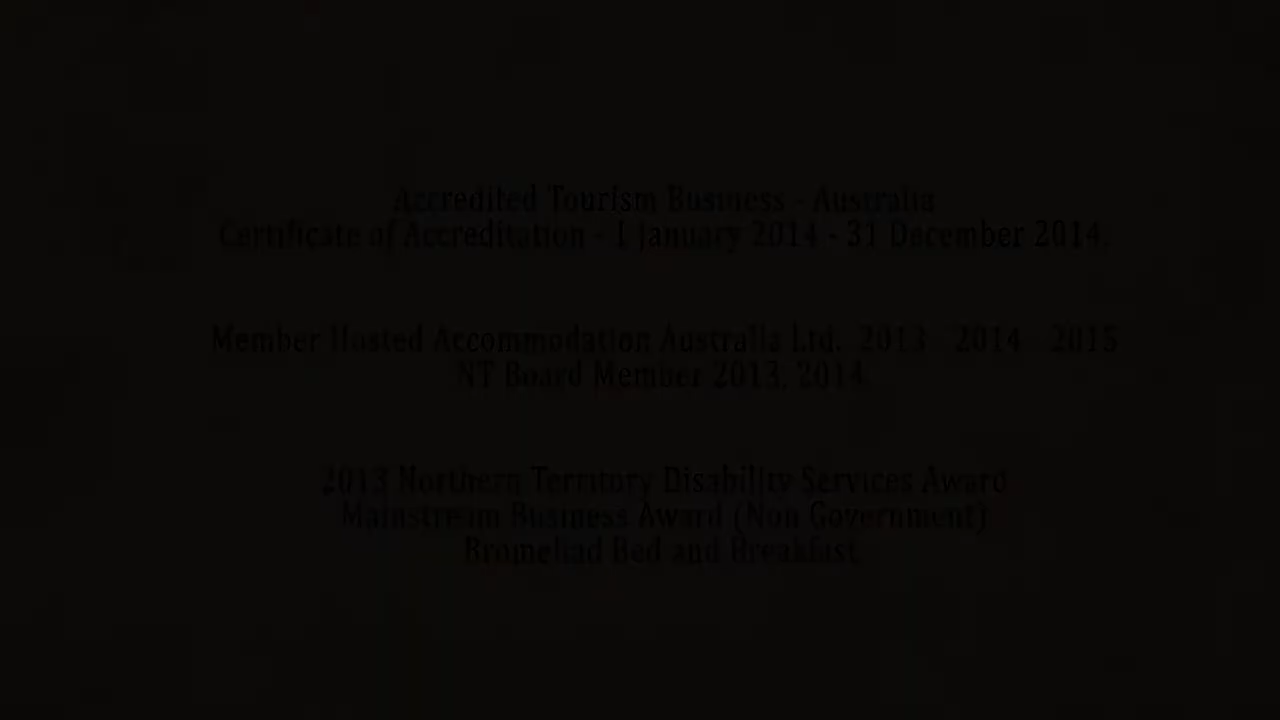 Accredited Tourism Business - Australia
Certificate of Accreditation - 1 January 2014 - 31 December 2014.
Member Hosted Accommodation Australia Ltd. 2013 2014 2015
NT Board Member 2013, 2014.
2013 Northern Territory Disability Services Award
Mainstream Business Award (Non Government)
Bromeliad Bed and Breakfast.